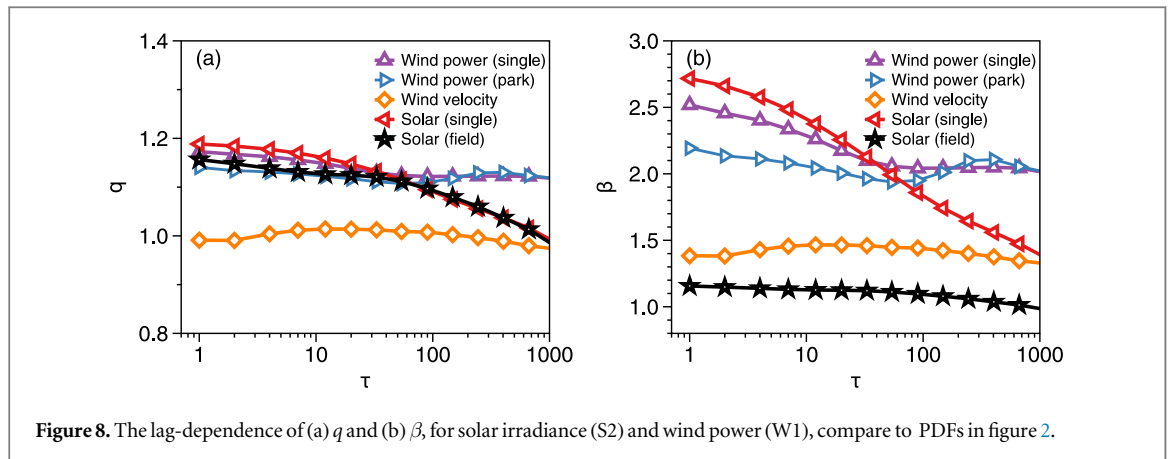 (a)
Wind power (single)
Wind power (park)
Wind velocity
Solar (single)
Solar (field)
1.4
1.2
1.0
0.8
q
1 10 100 1000
τ
(b)
Wind power (single)
Wind power (park)
Wind velocity
Solar (single)
Solar (field)
3.0
2.5
2.0
1.5
1.0
β
1 10 100 1000
τ
Figure 8. The lag-dependence of (a) q and (b) β, for solar irradiance (S2) and wind power (W1), compare to PDFs in figure 2.